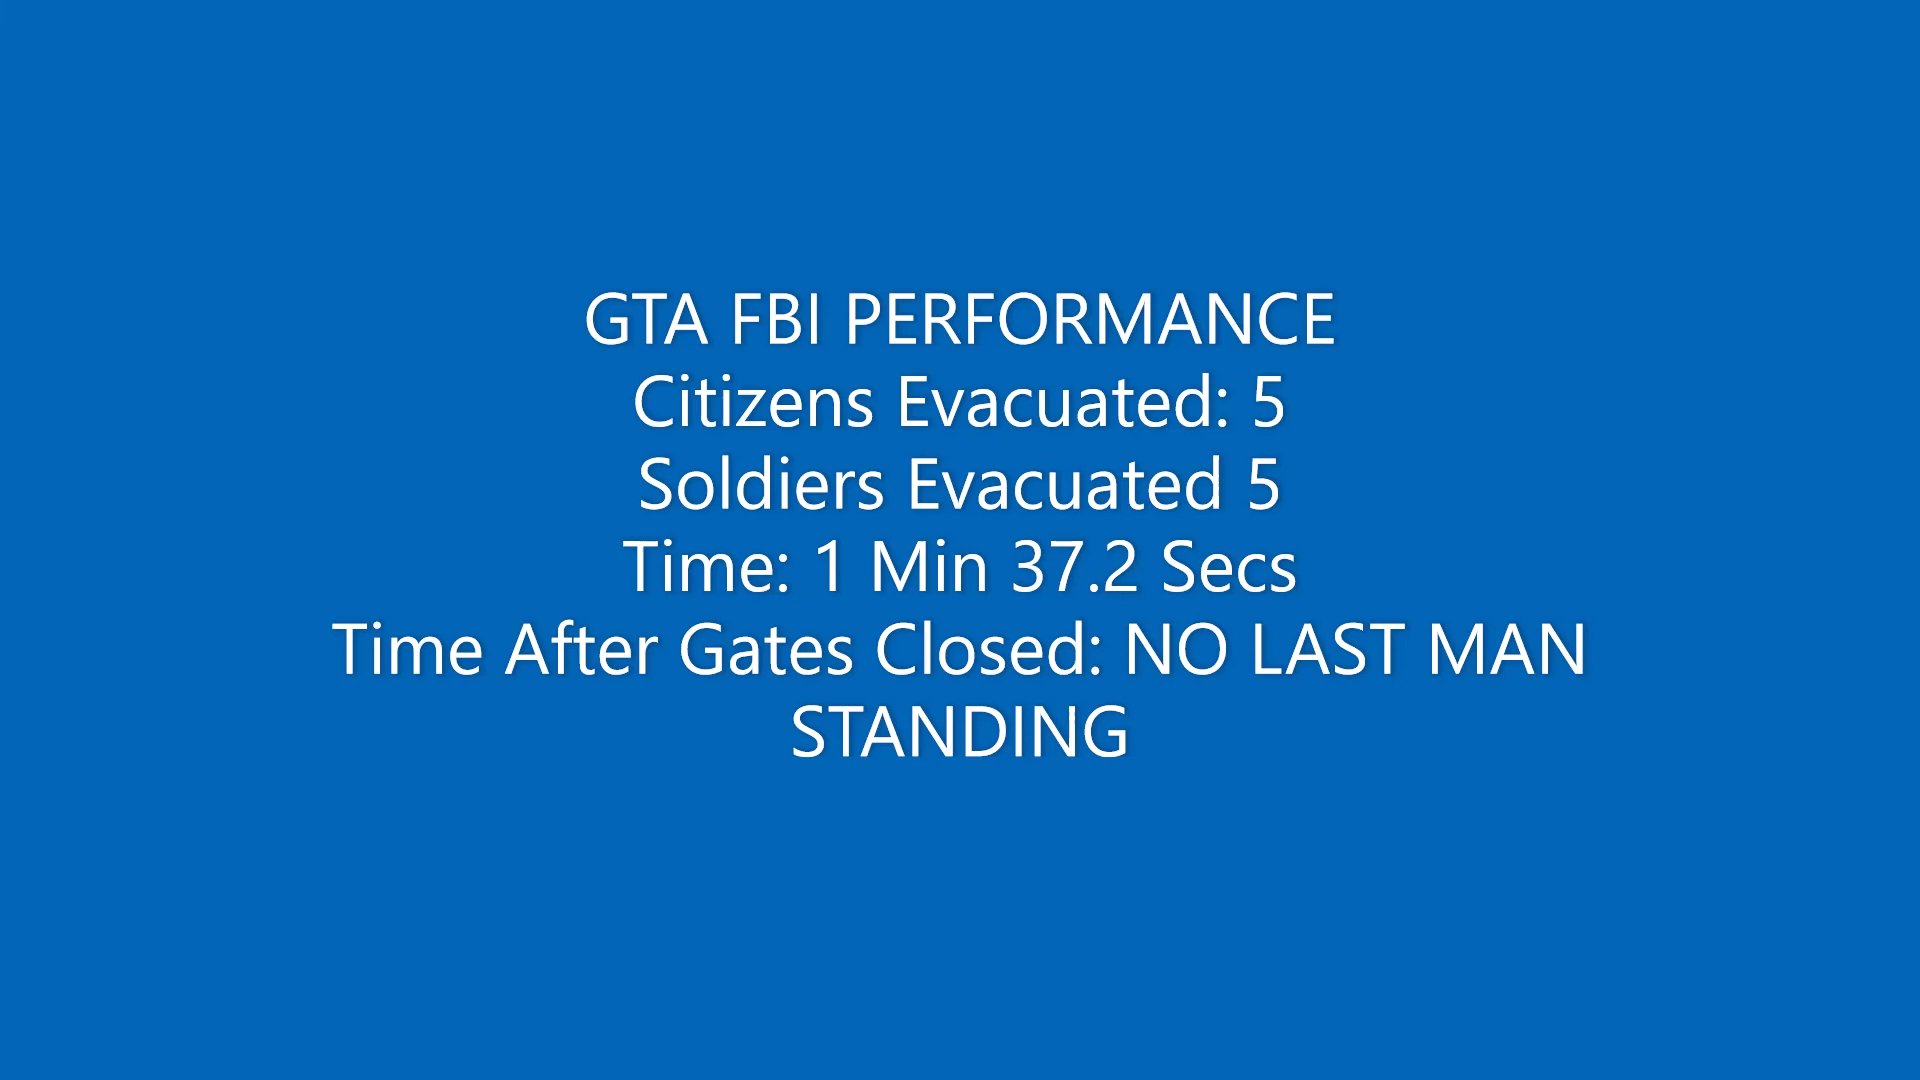 GTA FBI PERFORMANCE
Citizens Evacuated: 5
Soldiers Evacuated 5
Time: 1 Min 37.2 Secs
Time After Gates Closed: NO LAST MAN
STANDING